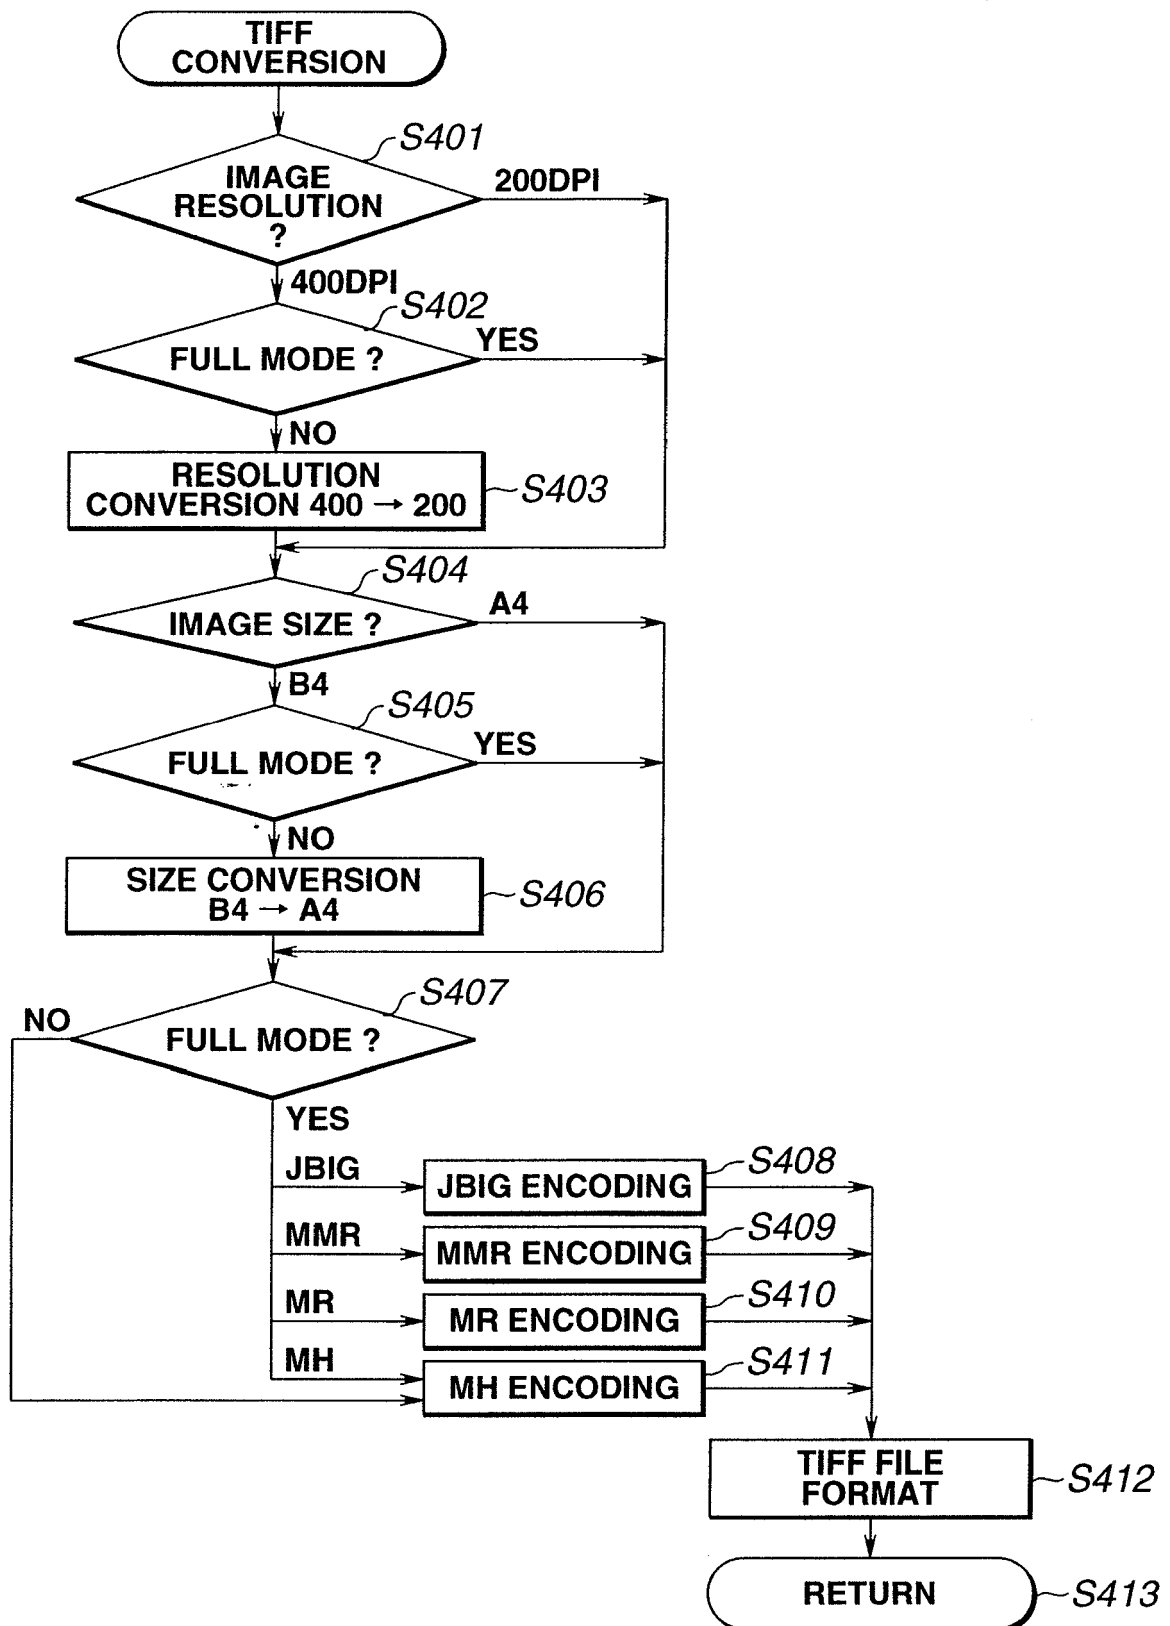 TIFF
CONVERSION
S401
IMAGE
RESOLUTION
?
200DPI
400DPI
S402
FULL MODE ?
YES
NO
RESOLUTION
CONVERSION 400 → 200
S403
S404
IMAGE SIZE ?
A4
B4
S405
FULL MODE ?
YES
NO
SIZE CONVERSION
B4 → A4
S406
S407
NO
FULL MODE ?
YES
JBIG
JBIG ENCODING
S408
MMR
MMR ENCODING
S409
MR
MR ENCODING
S410
MH
MH ENCODING
S411
TIFF FILE
FORMAT
S412
RETURN
S413